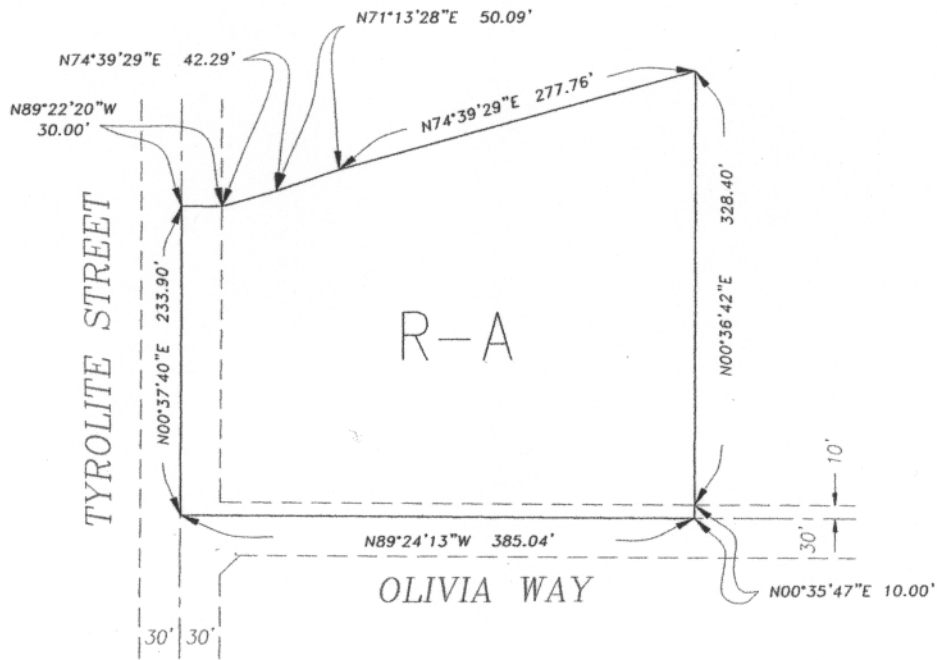 N71°13'28"E 50.09'
N74°39'29"E 42.29'
N74°39'29"E 277.76'
N89°22'20"W
30.00'
TYROLITE STREET
N00°37'40"E 233.90'
R-A
328.40'
N00°36'42"E
10'
30'
N89°24'13"W 385.04'
OLIVIA WAY
N00°35'47"E 10.00'
30' 30'